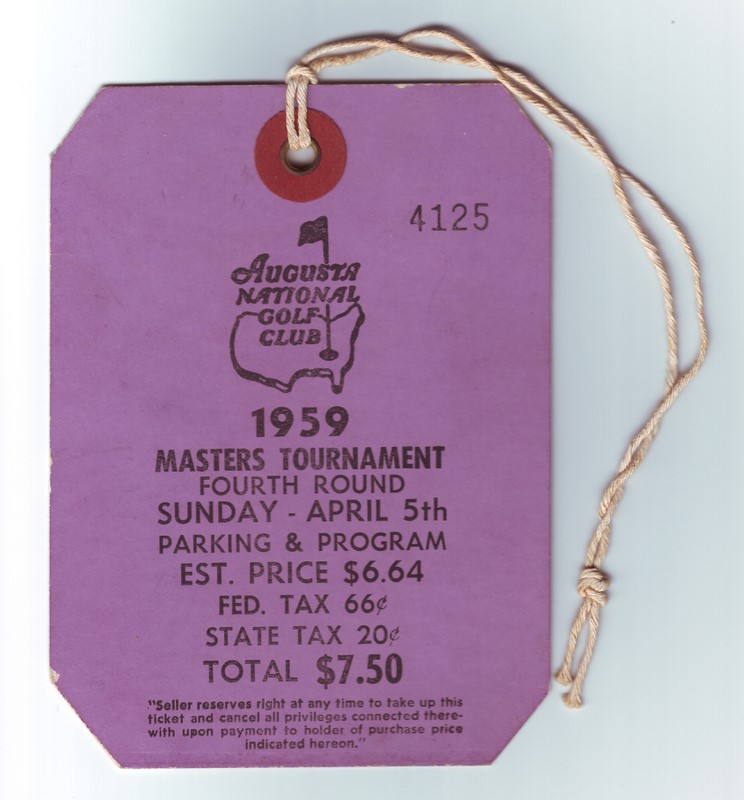 4125
Augusta
National
Golf
Club
1959
MASTERS TOURNAMENT
FOURTH ROUND
SUNDAY - APRIL 5th
PARKING & PROGRAM
EST. PRICE $6.64
FED. TAX 66¢
STATE TAX 20¢
TOTAL $7.50
"Seller reserves right at any time to take up this
ticket and cancel all privileges connected there-
with upon payment to holder of purchase price
indicated hereon."